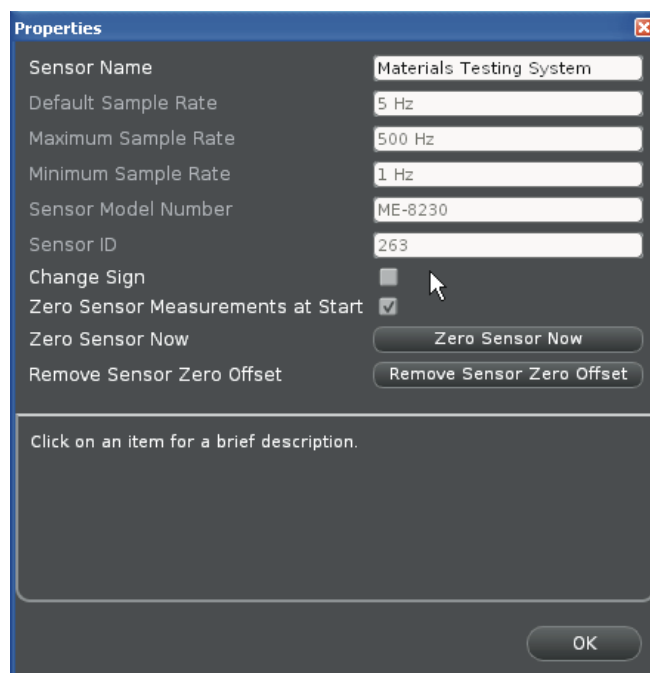 Properties
Sensor Name Materials Testing System
Default Sample Rate 5 Hz
Maximum Sample Rate 500 Hz
Minimum Sample Rate 1 Hz
Sensor Model Number ME-8230
Sensor ID 263
Change Sign
Zero Sensor Measurements at Start
Zero Sensor Now Zero Sensor Now
Remove Sensor Zero Offset Remove Sensor Zero Offset
Click on an item for a brief description.
OK